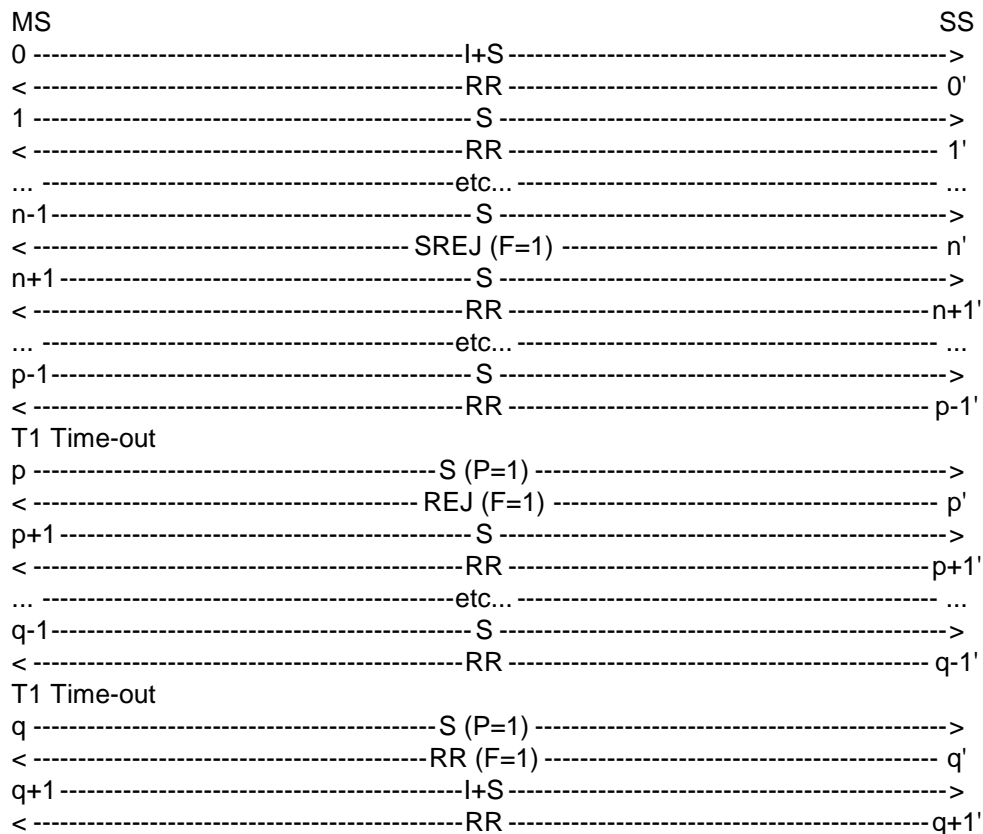 MS SS
0 ------------------------------------------------I+S ------------------------------------------------->
< ------------------------------------------------RR ------------------------------------------------ 0'
1 ------------------------------------------------- S -------------------------------------------------->
< ------------------------------------------------RR ------------------------------------------------ 1'
... ----------------------------------------------etc... ----------------------------------------------- ...
n-1----------------------------------------------- S -------------------------------------------------->
< ------------------------------------------ SREJ (F=1) ------------------------------------------ n'
n+1 ---------------------------------------------- S -------------------------------------------------->
< ------------------------------------------------RR -----------------------------------------------n+1'
... ----------------------------------------------etc... ----------------------------------------------- ...
p-1----------------------------------------------- S -------------------------------------------------->
< ------------------------------------------------RR ----------------------------------------------- p-1'
T1 Time-out
p ---------------------------------------------S (P=1) ---------------------------------------------->
< ------------------------------------------- REJ (F=1) ------------------------------------------- p'
p+1 ---------------------------------------------- S -------------------------------------------------->
< ------------------------------------------------RR -----------------------------------------------p+1'
... ----------------------------------------------etc... ----------------------------------------------- ...
q-1----------------------------------------------- S -------------------------------------------------->
< ------------------------------------------------RR ----------------------------------------------- q-1'
T1 Time-out
q ---------------------------------------------S (P=1) ---------------------------------------------->
< --------------------------------------------RR (F=1) -------------------------------------------- q'
q+1 ---------------------------------------------I+S ------------------------------------------------->
< ------------------------------------------------RR -----------------------------------------------q+1'